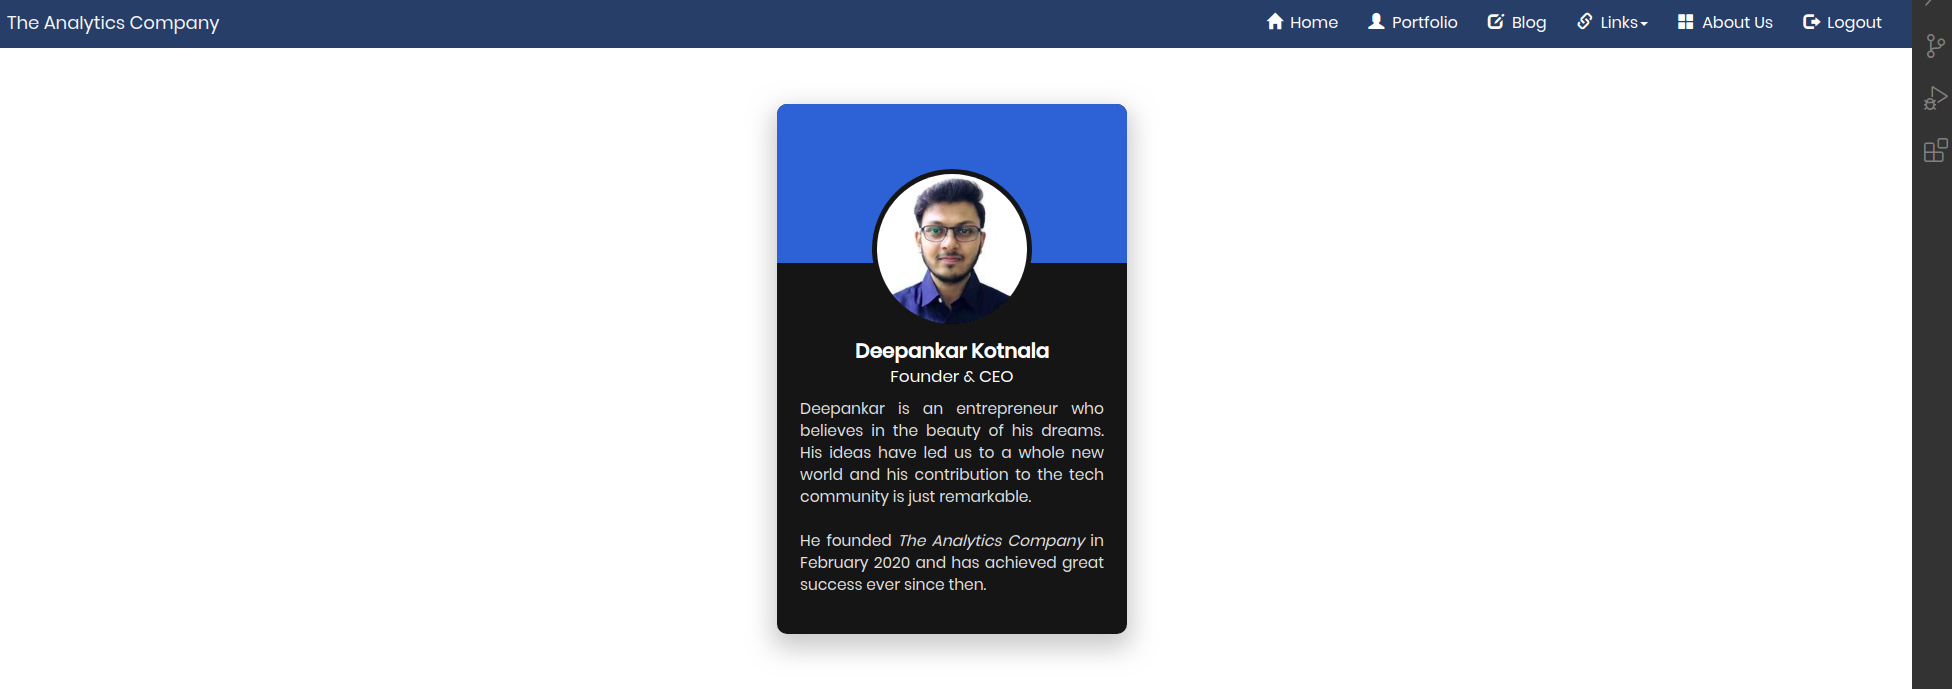 The Analytics Company
Home Portfolio Blog Links About Us Logout
Deepankar Kotnala
Founder & CEO
Deepankar is an entrepreneur who
believes in the beauty of his dreams.
His ideas have led us to a whole new
world and his contribution to the tech
community is just remarkable.
He founded The Analytics Company in
February 2020 and has achieved great
success ever since then.